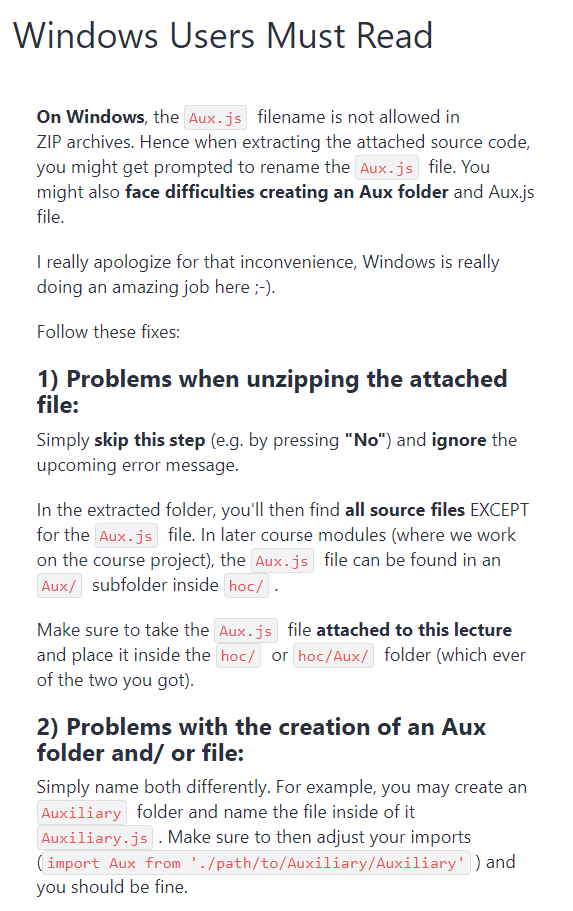 Windows Users Must Read
On Windows, the Aux.js filename is not allowed in
ZIP archives. Hence when extracting the attached source code,
you might get prompted to rename the Aux.js file. You
might also face difficulties creating an Aux folder and Aux.js
file.
I really apologize for that inconvenience, Windows is really
doing an amazing job here ;-).
Follow these fixes:
1) Problems when unzipping the attached
file:
Simply skip this step (e.g. by pressing "No") and ignore the
upcoming error message.
In the extracted folder, you'll then find all source files EXCEPT
for the Aux.js file. In later course modules (where we work
on the course project), the Aux.js file can be found in an
Aux/ subfolder inside hoc/ .
Make sure to take the Aux.js file attached to this lecture
and place it inside the hoc/ or hoc/Aux/ folder (which ever
of the two you got).
2) Problems with the creation of an Aux
folder and/ or file:
Simply name both differently. For example, you may create an
Auxiliary folder and name the file inside of it
Auxiliary.js . Make sure to then adjust your imports
( import Aux from './path/to/Auxiliary/Auxiliary' ) and
you should be fine.